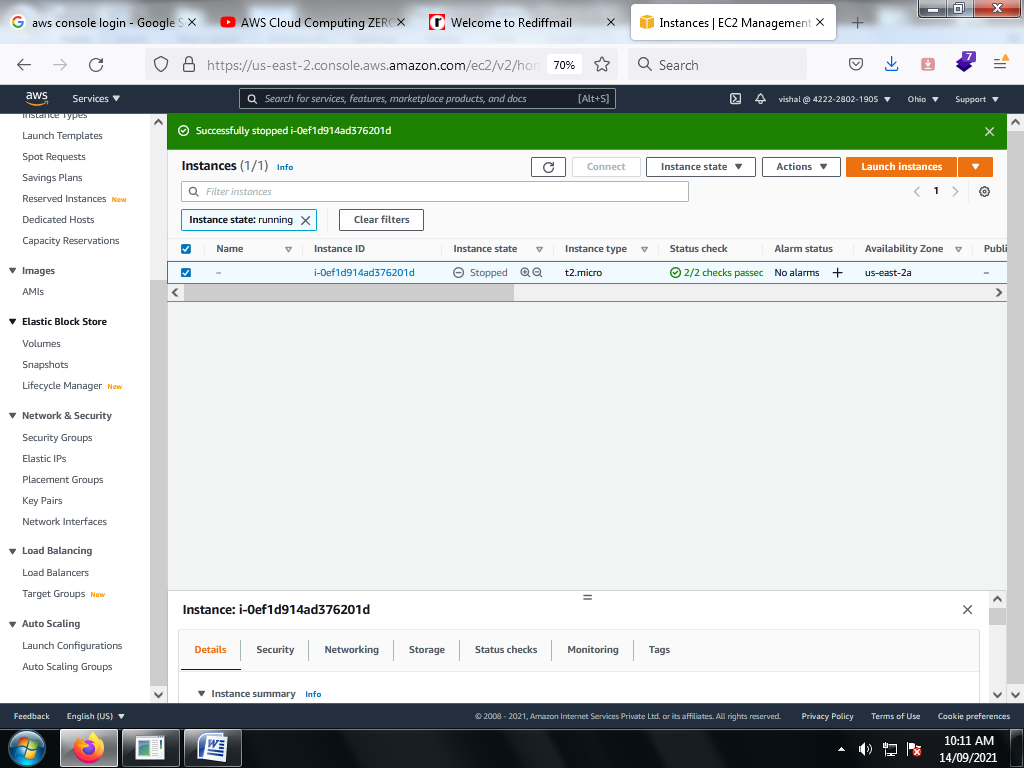 aws console login - Google S
AWS Cloud Computing ZERO
Welcome to Rediffmail
Instances | EC2 Management
https://us-east-2.console.aws.amazon.com/ec2/v2/hom
70%
Search
7
aws
Services
Search for services, features, marketplace products, and docs
[Alt+S]
vishal @ 4222-2802-1905
Ohio
Support
Instance Types
Launch Templates
Spot Requests
Savings Plans
Reserved Instances New
Dedicated Hosts
Capacity Reservations
Images
AMIs
Elastic Block Store
Volumes
Snapshots
Lifecycle Manager New
Network & Security
Security Groups
Elastic IPs
Placement Groups
Key Pairs
Network Interfaces
Load Balancing
Load Balancers
Target Groups New
Auto Scaling
Launch Configurations
Auto Scaling Groups
Successfully stopped i-0ef1d914ad376201d
Instances (1/1) Info
Connect
Instance state
Actions
Launch instances
Filter instances
1
Instance state: running
Clear filters
Name
Instance ID
Instance state
Instance type
Status check
Alarm status
Availability Zone
Publi
–
i-0ef1d914ad376201d
Stopped
t2.micro
2/2 checks passed
No alarms +
us-east-2a
–
Instance: i-0ef1d914ad376201d
Details
Security
Networking
Storage
Status checks
Monitoring
Tags
Instance summary Info
Feedback
English (US)
© 2008 - 2021, Amazon Internet Services Private Ltd. or its affiliates. All rights reserved.
Privacy Policy
Terms of Use
Cookie preferences
10:11 AM
14/09/2021